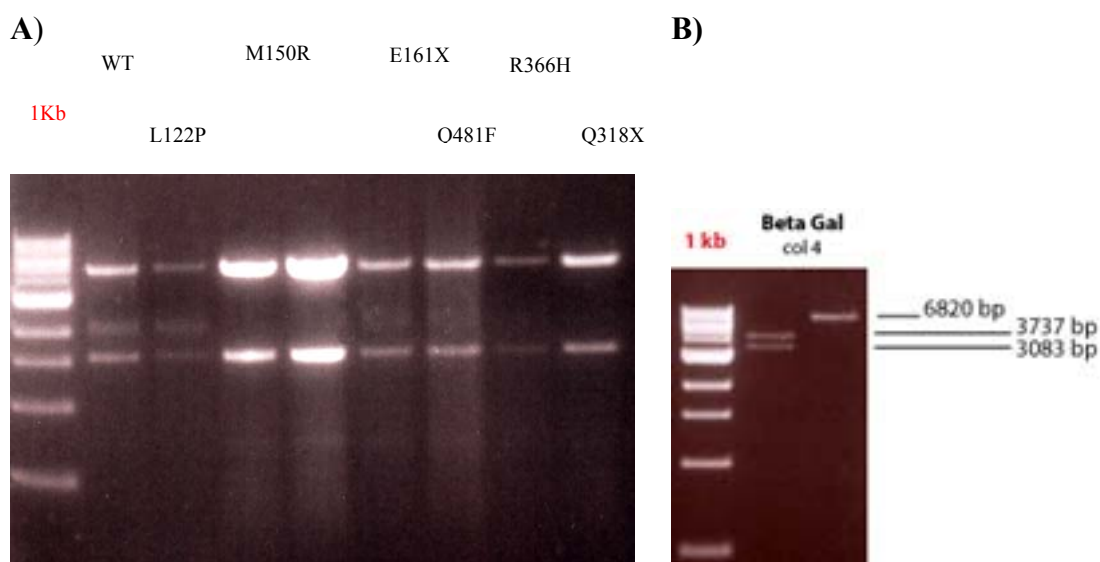 A)
WT
M150R
E161X
R366H
1Kb
L122P
Q481F
Q318X
B)
1 kb
Beta Gal
col 4
6820 bp
3737 bp
3083 bp